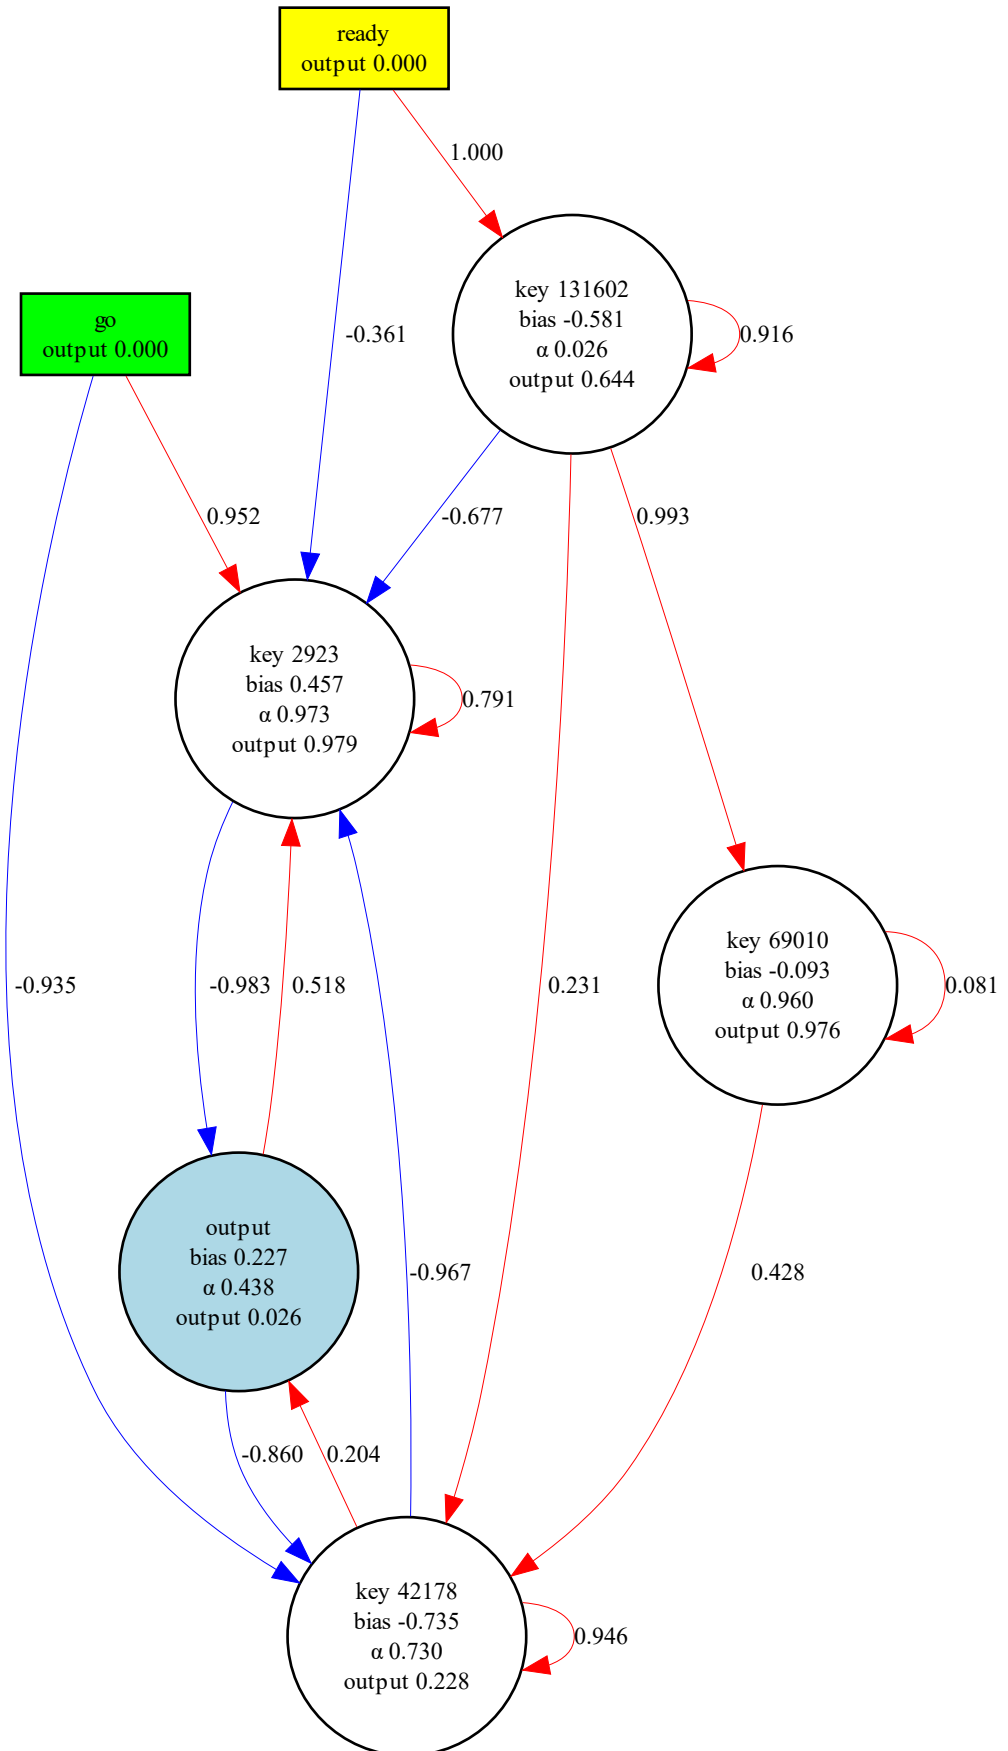 ready
output 0.000
1.000
key 131602
bias -0.581
α 0.026
output 0.644
0.916
go
output 0.000
-0.361
0.952
-0.677
0.993
key 2923
bias 0.457
α 0.973
output 0.979
0.791
key 69010
bias -0.093
α 0.960
output 0.976
0.081
-0.935
-0.983
0.518
0.231
output
bias 0.227
α 0.438
output 0.026
-0.967
0.428
-0.860
0.204
key 42178
bias -0.735
α 0.730
output 0.228
0.946